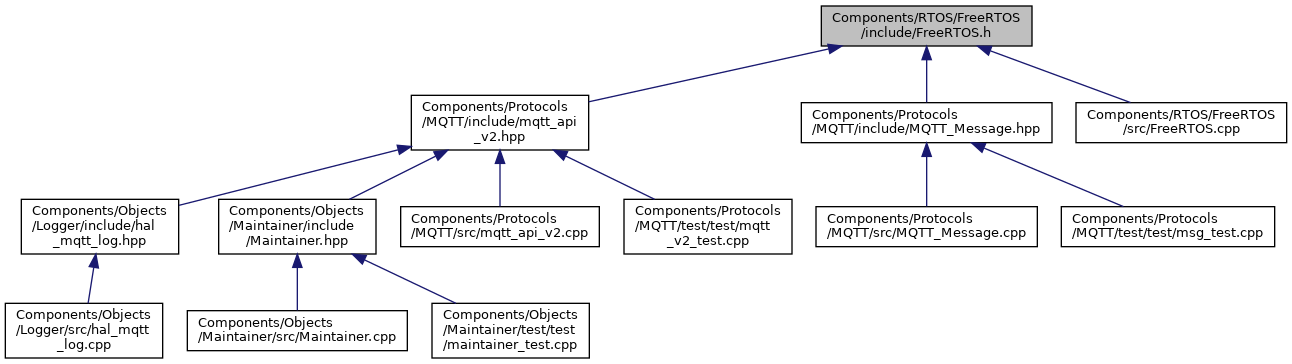 Components/RTOS/FreeRTOS
/include/FreeRTOS.h
Components/Protocols
/MQTT/include/mqtt_api
_v2.hpp
Components/Protocols
/MQTT/include/MQTT_Message.hpp
Components/RTOS/FreeRTOS
/src/FreeRTOS.cpp
Components/Objects
/Logger/include/hal
_mqtt_log.hpp
Components/Objects
/Maintainer/include
/Maintainer.hpp
Components/Protocols
/MQTT/src/mqtt_api_v2.cpp
Components/Protocols
/MQTT/test/test/mqtt
_v2_test.cpp
Components/Protocols
/MQTT/src/MQTT_Message.cpp
Components/Protocols
/MQTT/test/test/msg_test.cpp
Components/Objects
/Logger/src/hal_mqtt
_log.cpp
Components/Objects
/Maintainer/src/Maintainer.cpp
Components/Objects
/Maintainer/test/test
/maintainer_test.cpp